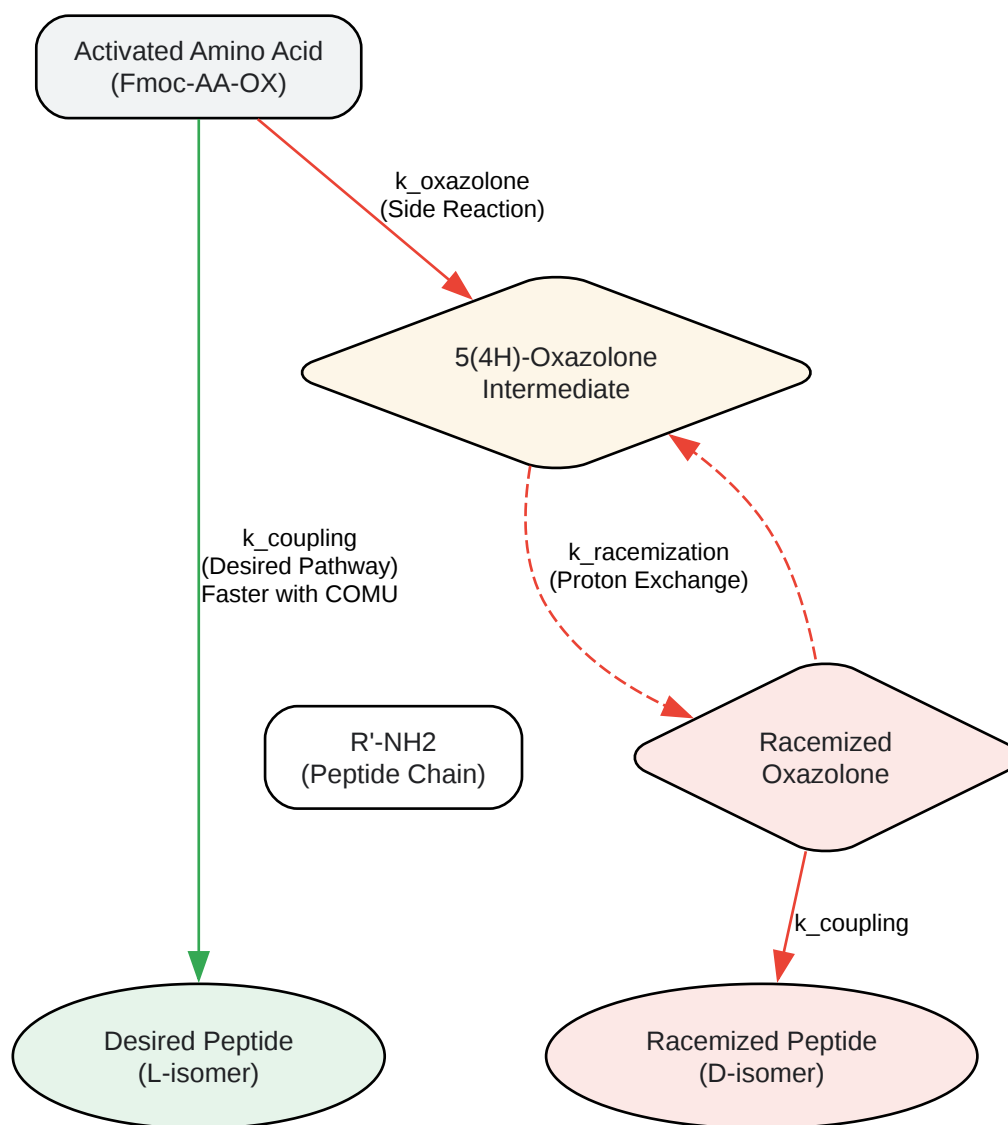 Activated Amino Acid
(Fmoc-AA-OX)
k_oxazolone
(Side Reaction)
5(4H)-Oxazolone
Intermediate
k_coupling
(Desired Pathway)
Faster with COMU
k_racemization
(Proton Exchange)
R'-NH2
(Peptide Chain)
Racemized
Oxazolone
k_coupling
Desired Peptide
(L-isomer)
Racemized Peptide
(D-isomer)